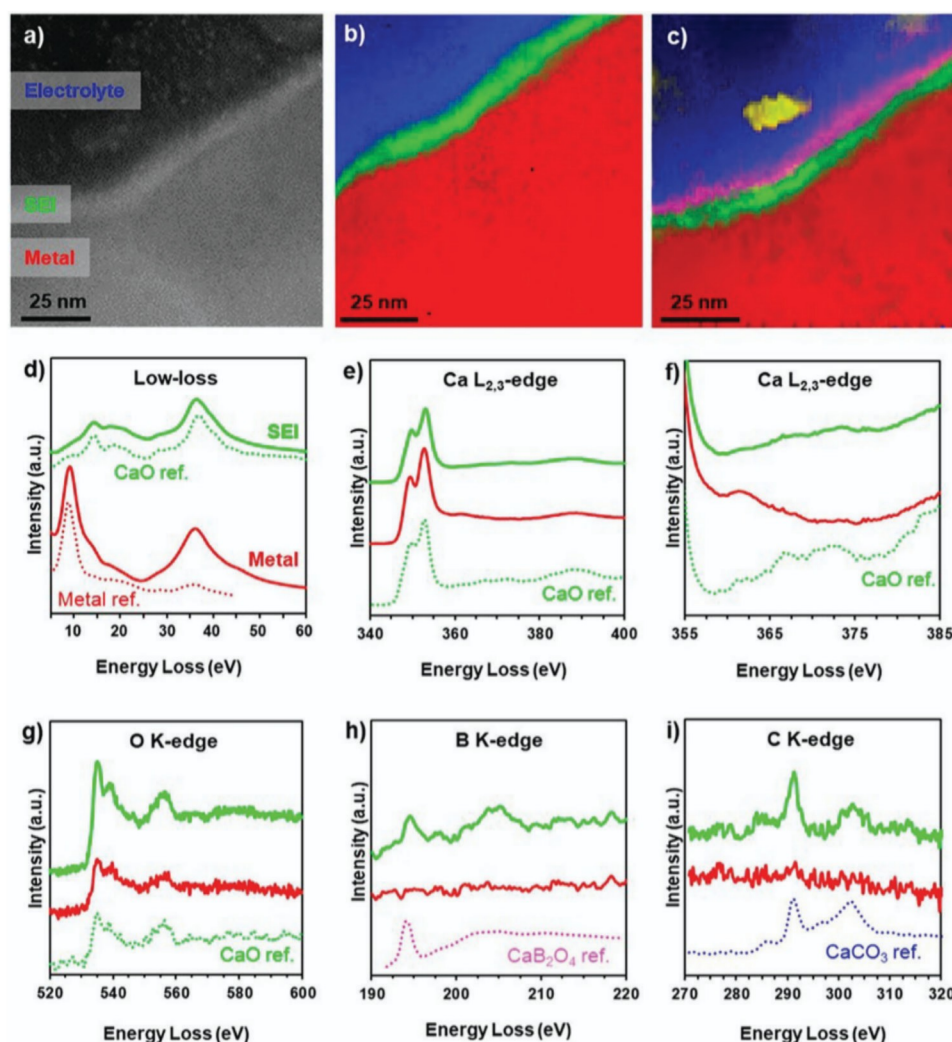 a)
Electrolyte
SEI
Metal
25 nm
b)
25 nm
c)
25 nm
d)
Low-loss
SEI
CaO ref.
Metal
Metal ref.
Intensity (a.u.)
5 10 20 30 40 50 60
Energy Loss (eV)
e)
Ca L2,3-edge
CaO ref.
Intensity (a.u.)
340 350 360 370 380 390 400
Energy Loss (eV)
f)
Ca L2,3-edge
CaO ref.
Intensity (a.u.)
355 365 375 385
Energy Loss (eV)
g)
O K-edge
CaO ref.
Intensity (a.u.)
520 540 560 580 600
Energy Loss (eV)
h)
B K-edge
CaB2O4 ref.
Intensity (a.u.)
190 200 210 220
Energy Loss (eV)
i)
C K-edge
CaCO3 ref.
Intensity (a.u.)
270 280 290 300 310 320
Energy Loss (eV)